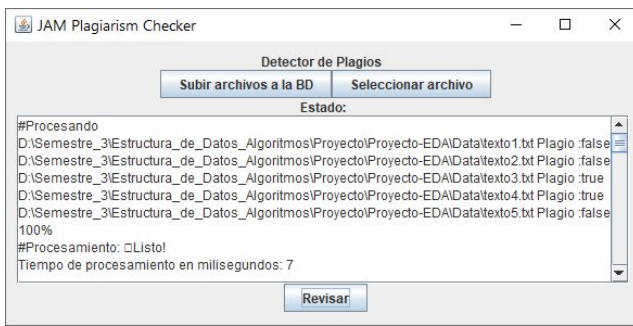 JAM Plagiarism Checker
Detector de Plagios
Subir archivos a la BD Seleccionar archivo
Estado:
#Procesando
D:\Semestre_3\Estructura_de_Datos_Algoritmos\Proyecto\Proyecto-EDA\Data\texto1.txt Plagio :false
D:\Semestre_3\Estructura_de_Datos_Algoritmos\Proyecto\Proyecto-EDA\Data\texto2.txt Plagio :false
D:\Semestre_3\Estructura_de_Datos_Algoritmos\Proyecto\Proyecto-EDA\Data\texto3.txt Plagio :true
D:\Semestre_3\Estructura_de_Datos_Algoritmos\Proyecto\Proyecto-EDA\Data\texto4.txt Plagio :true
D:\Semestre_3\Estructura_de_Datos_Algoritmos\Proyecto\Proyecto-EDA\Data\texto5.txt Plagio :false
100%
#Procesamiento: □Listo!
Tiempo de procesamiento en milisegundos: 7
Revisar